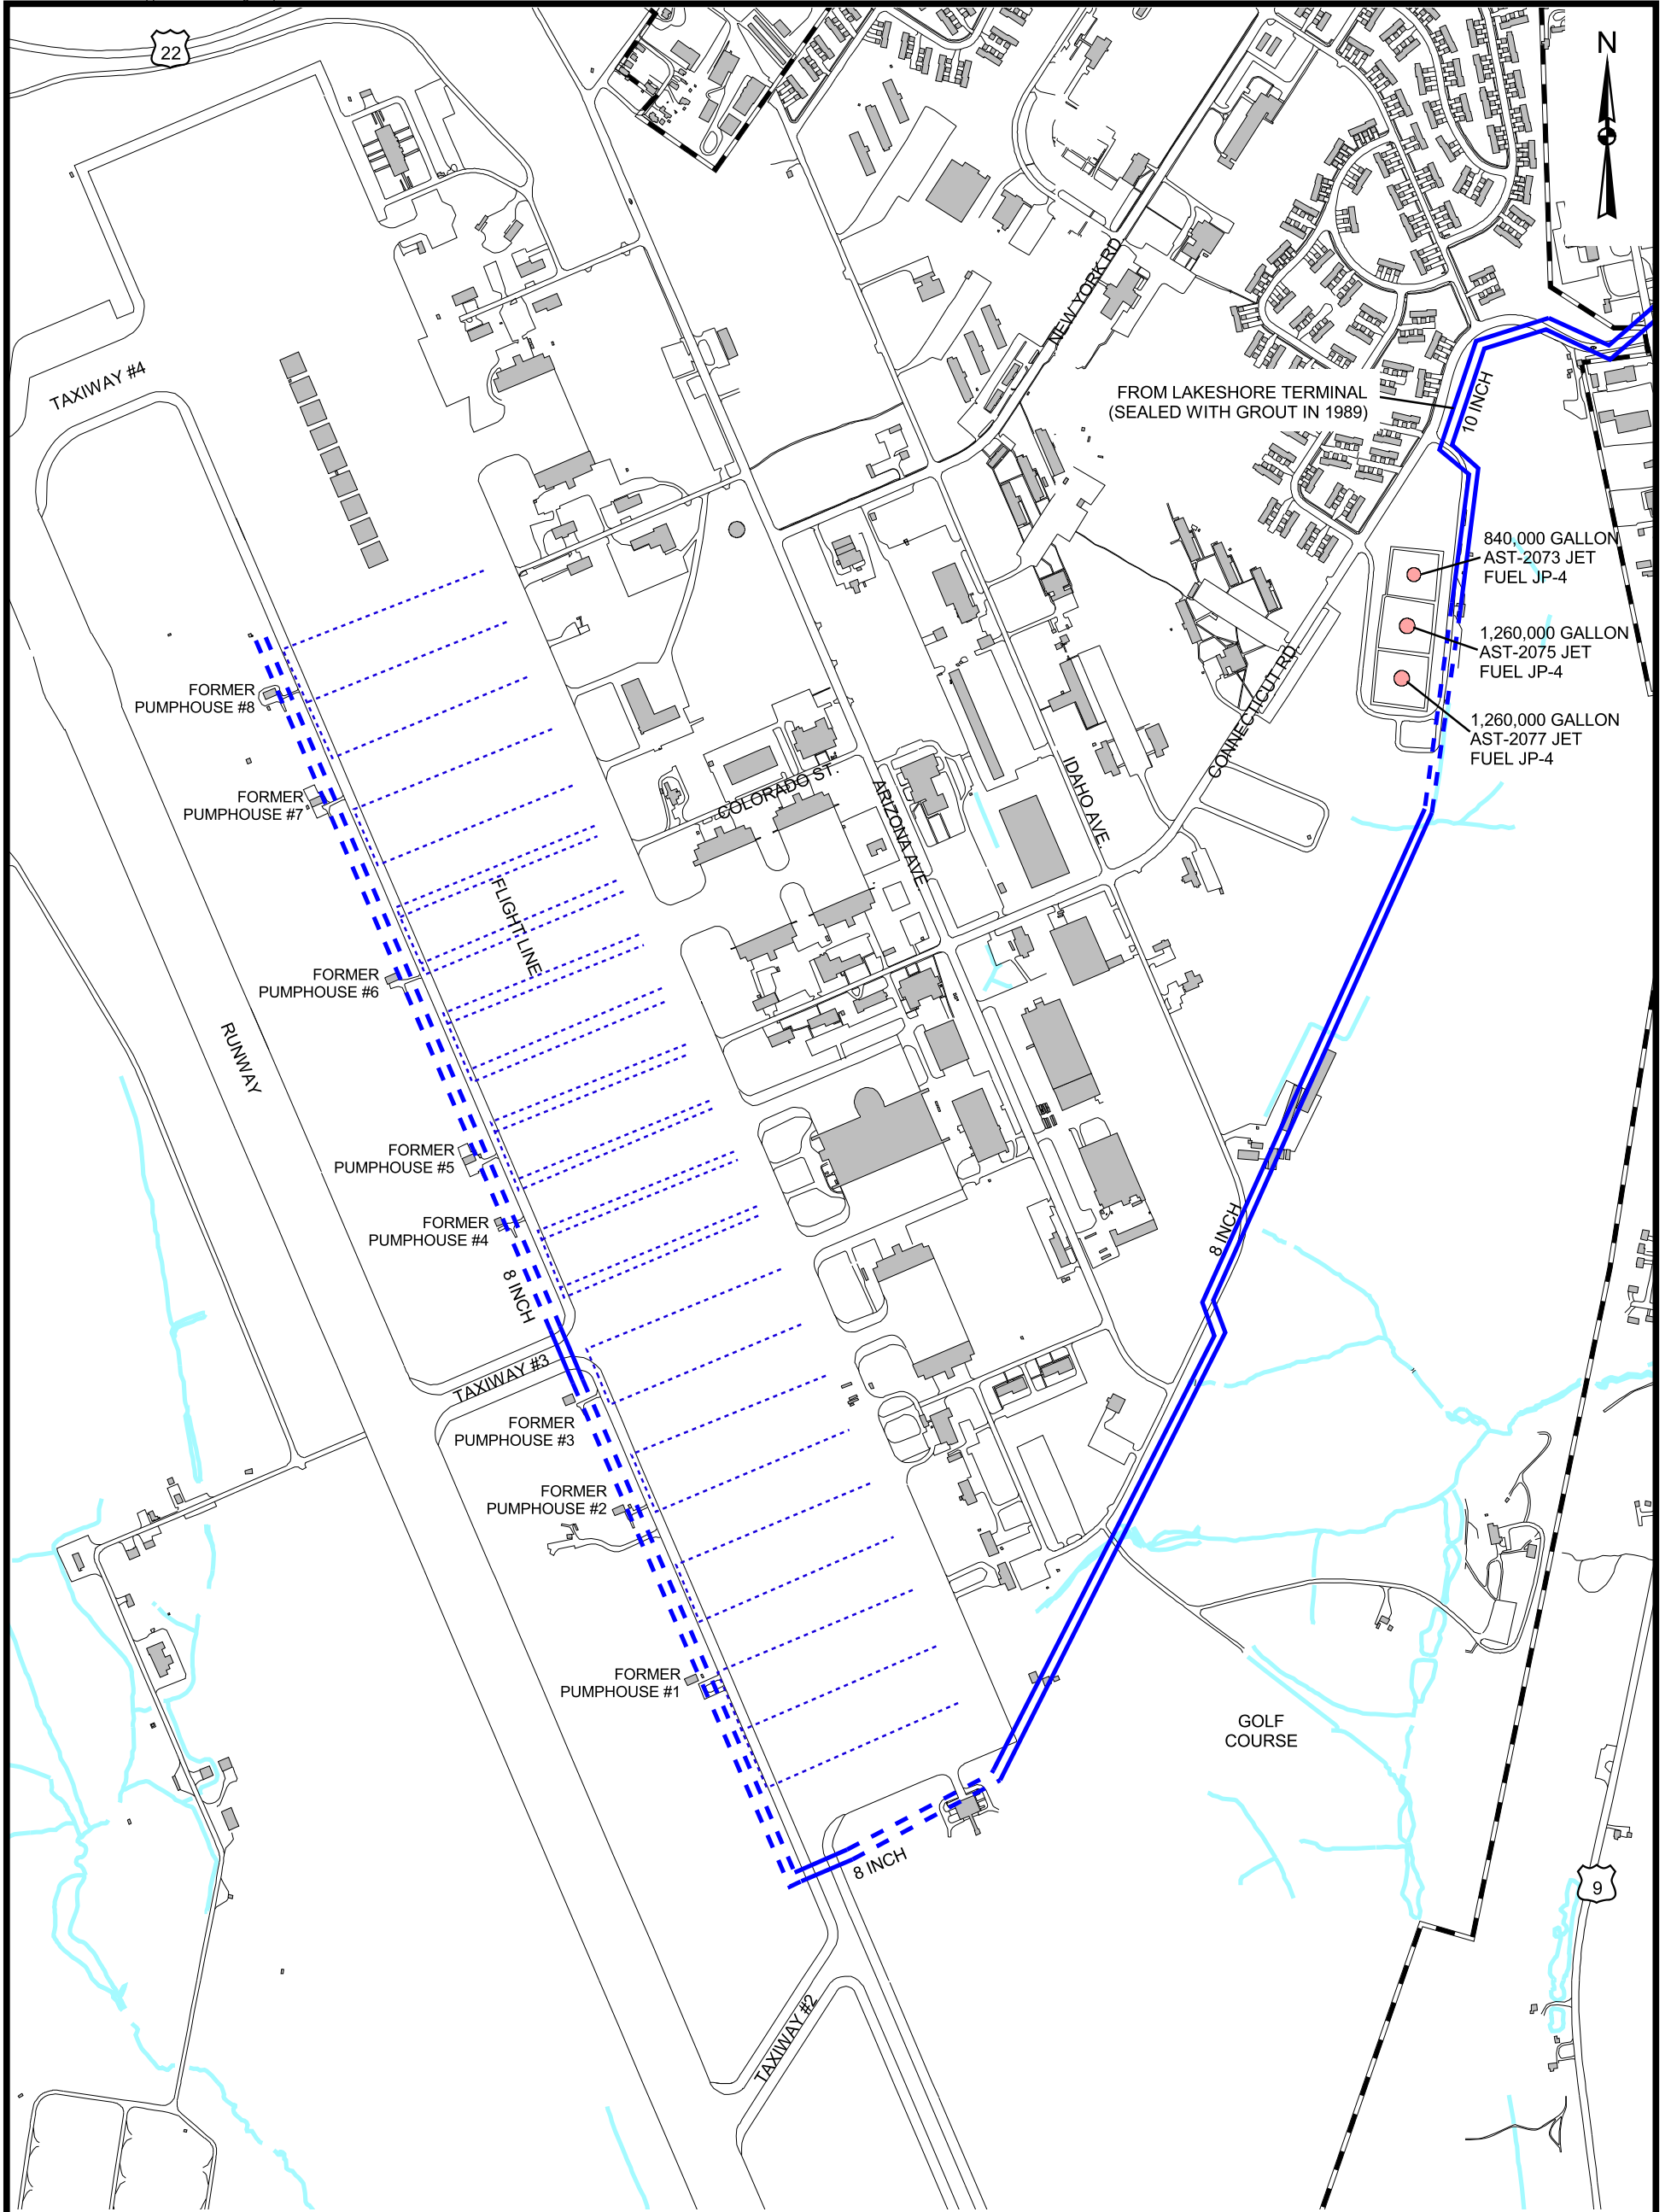 22
N
TAXIWAY #4
NEW YORK RD
FROM LAKESHORE TERMINAL
(SEALED WITH GROUT IN 1989)
10 INCH
840,000 GALLON
AST-2073 JET
FUEL JP-4
1,260,000 GALLON
AST-2075 JET
FUEL JP-4
1,260,000 GALLON
AST-2077 JET
FUEL JP-4
FORMER
PUMPHOUSE #8
FORMER
PUMPHOUSE #7
COLORADO ST.
ARIZONA AVE.
IDAHO AVE.
CONNECTICUT RD.
FLIGHT LINE
FORMER
PUMPHOUSE #6
RUNWAY
FORMER
PUMPHOUSE #5
FORMER
PUMPHOUSE #4
8 INCH
8 INCH
TAXIWAY #3
FORMER
PUMPHOUSE #3
FORMER
PUMPHOUSE #2
FORMER
PUMPHOUSE #1
GOLF
COURSE
8 INCH
9
TAXIWAY #2